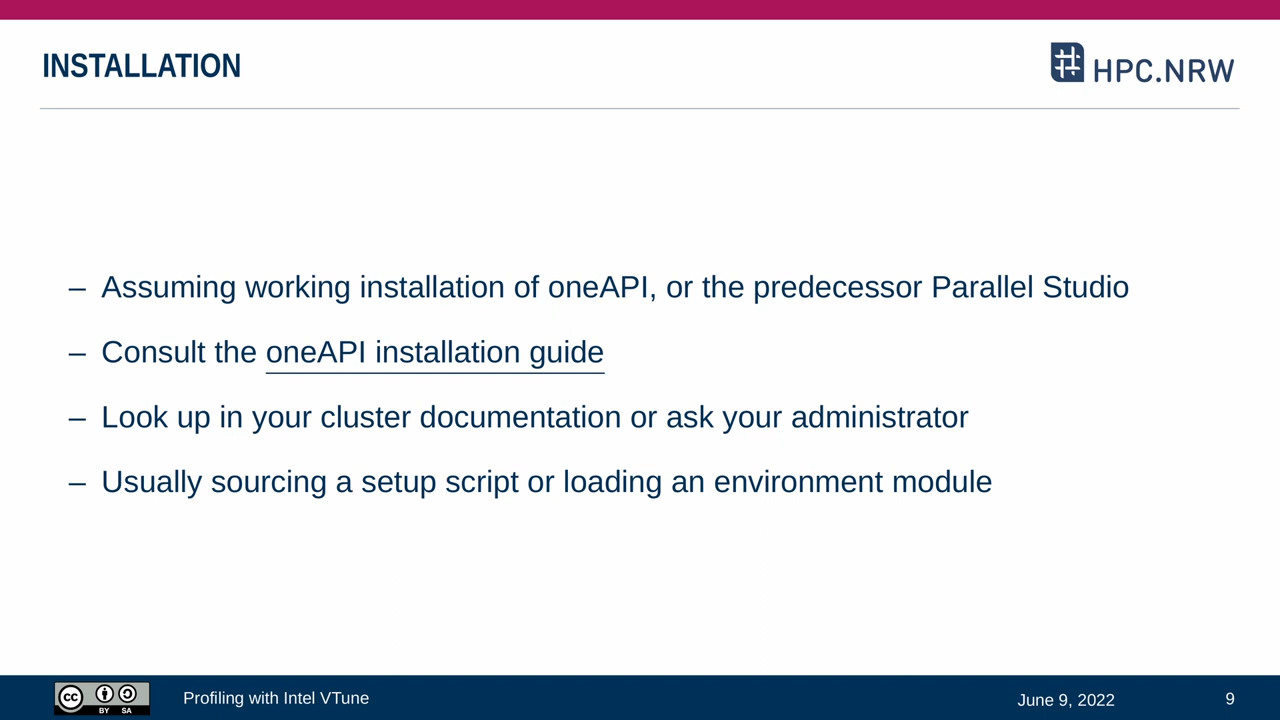 INSTALLATION
HPC.NRW
– Assuming working installation of oneAPI, or the predecessor Parallel Studio
– Consult the oneAPI installation guide
– Look up in your cluster documentation or ask your administrator
– Usually sourcing a setup script or loading an environment module
cc BY SA
Profiling with Intel VTune
June 9, 2022
9